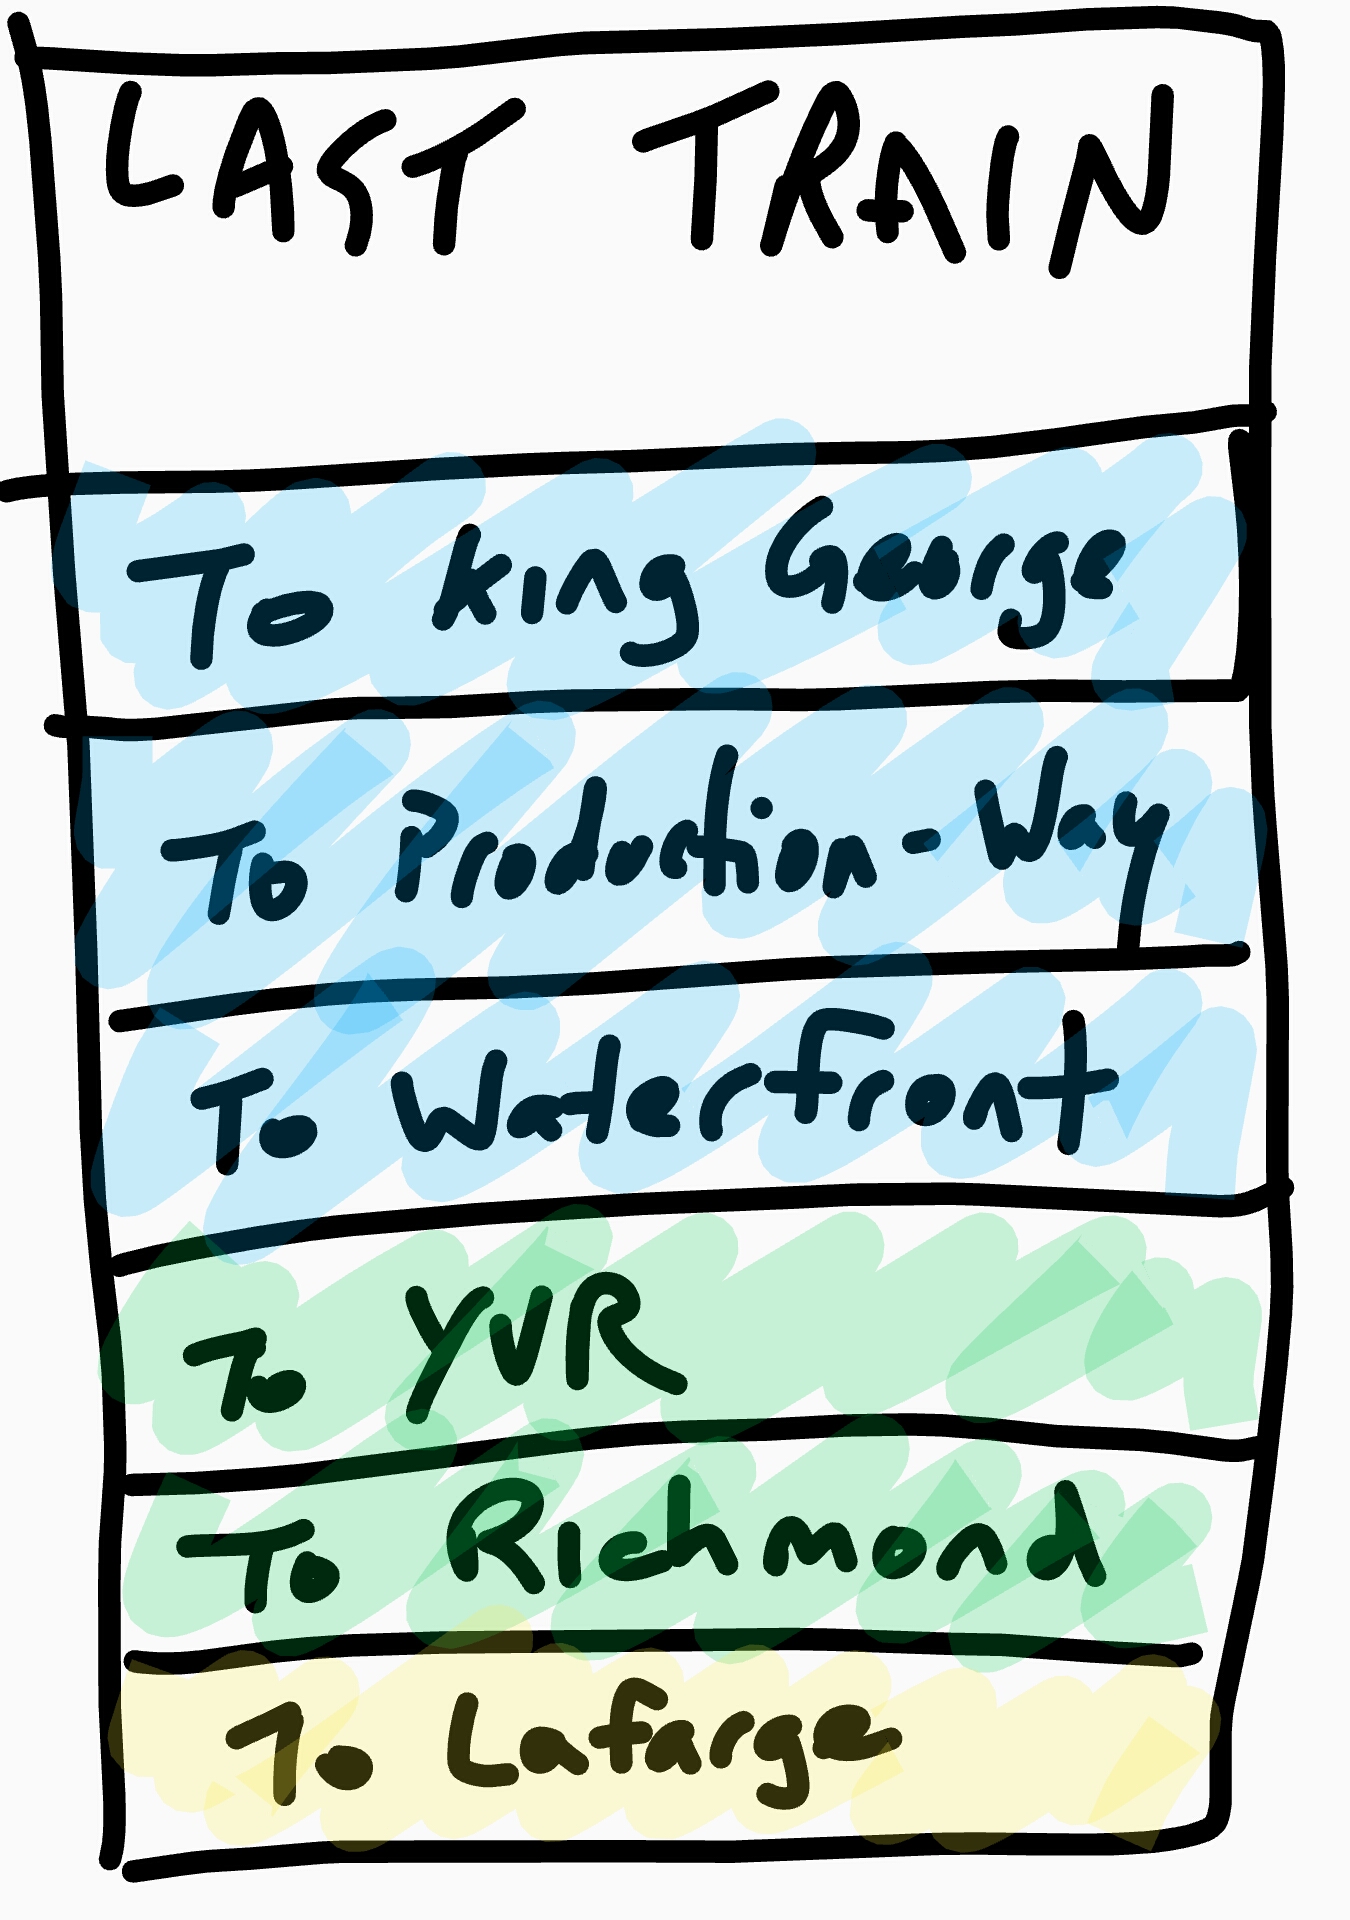 LAST TRAIN
To King George
To Production-Way
To Waterfront
To YVR
To Richmond
To Lafarge